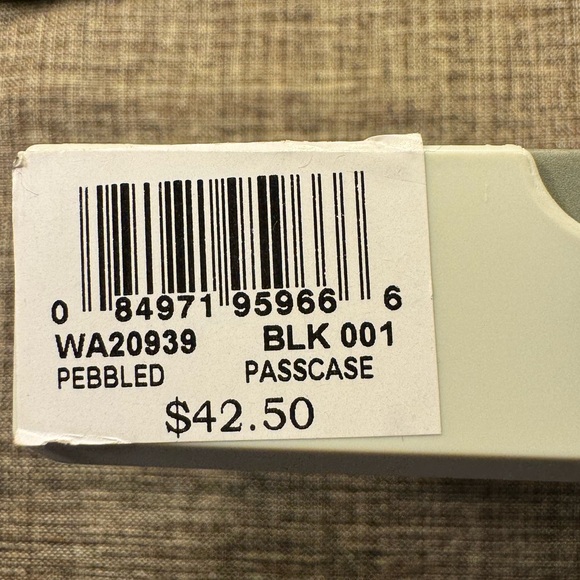 0 84971 95966 6
WA20939 BLK 001
PEBBLED PASSCASE
$42.50